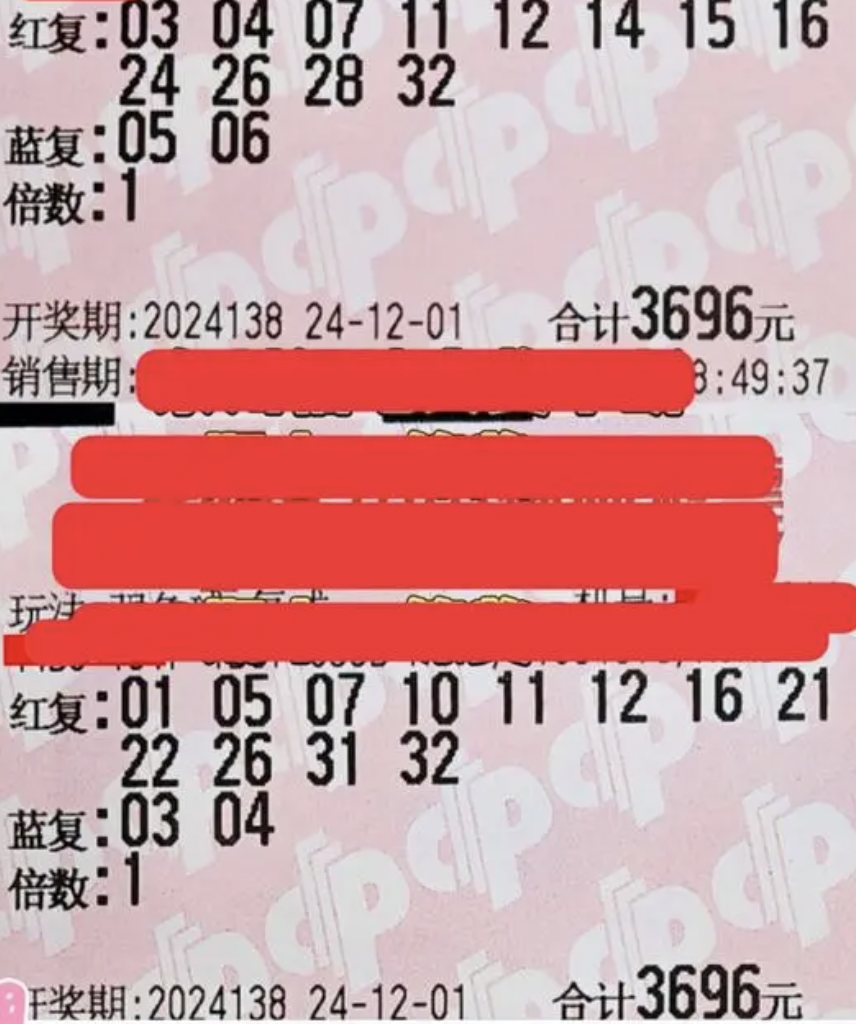 红复:03 04 07 11 12 14 15 16
24 26 28 32
蓝复:05 06
倍数:1
开奖期:2024138 24-12-01 合计3696元
销售期: :49:37
玩法
红复:01 05 07 10 11 12 16 21
22 26 31 32
蓝复:03 04
倍数:1
开奖期:2024138 24-12-01 合计3696元